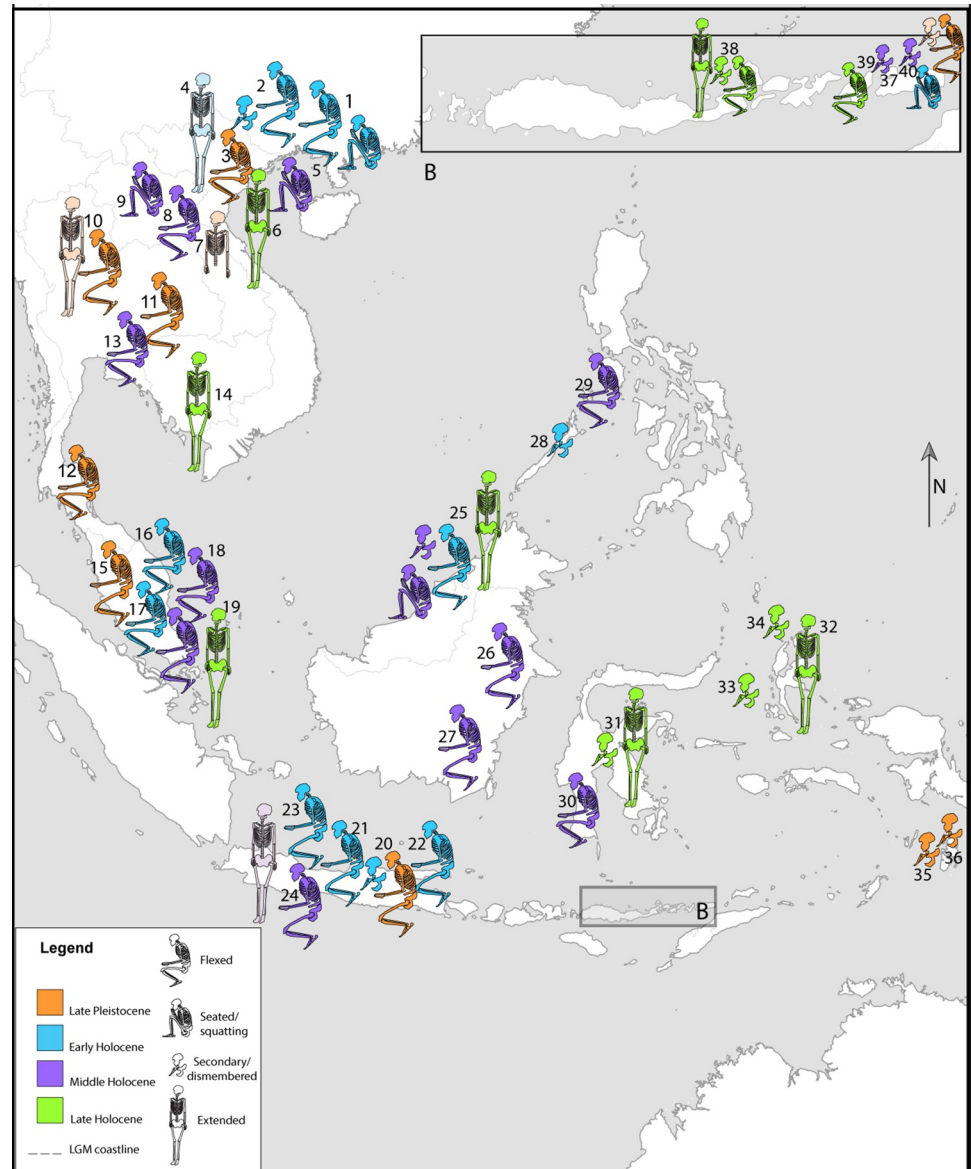 38
39
37
40
B
4
2
1
3
5
9
8
7
6
10
11
13
14
29
12
28
N
16
15
18
17
19
25
34
32
33
26
31
27
30
23
21
20
22
24
36
35
B
Legend
Flexed
Late Pleistocene
Seated/
squatting
Early Holocene
Secondary/
dismembered
Middle Holocene
Late Holocene
Extended
LGM coastline